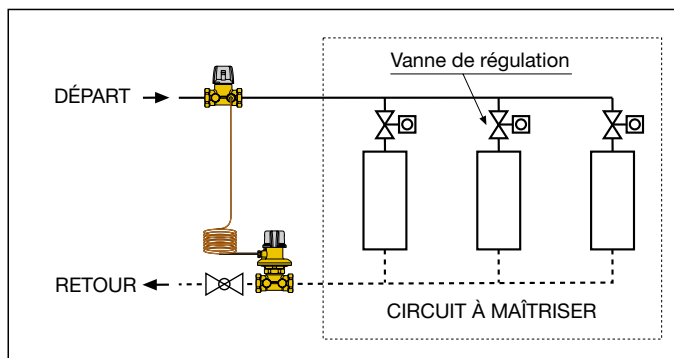 Vanne de régulation
DÉPART
RETOUR
CIRCUIT À MAÎTRISER